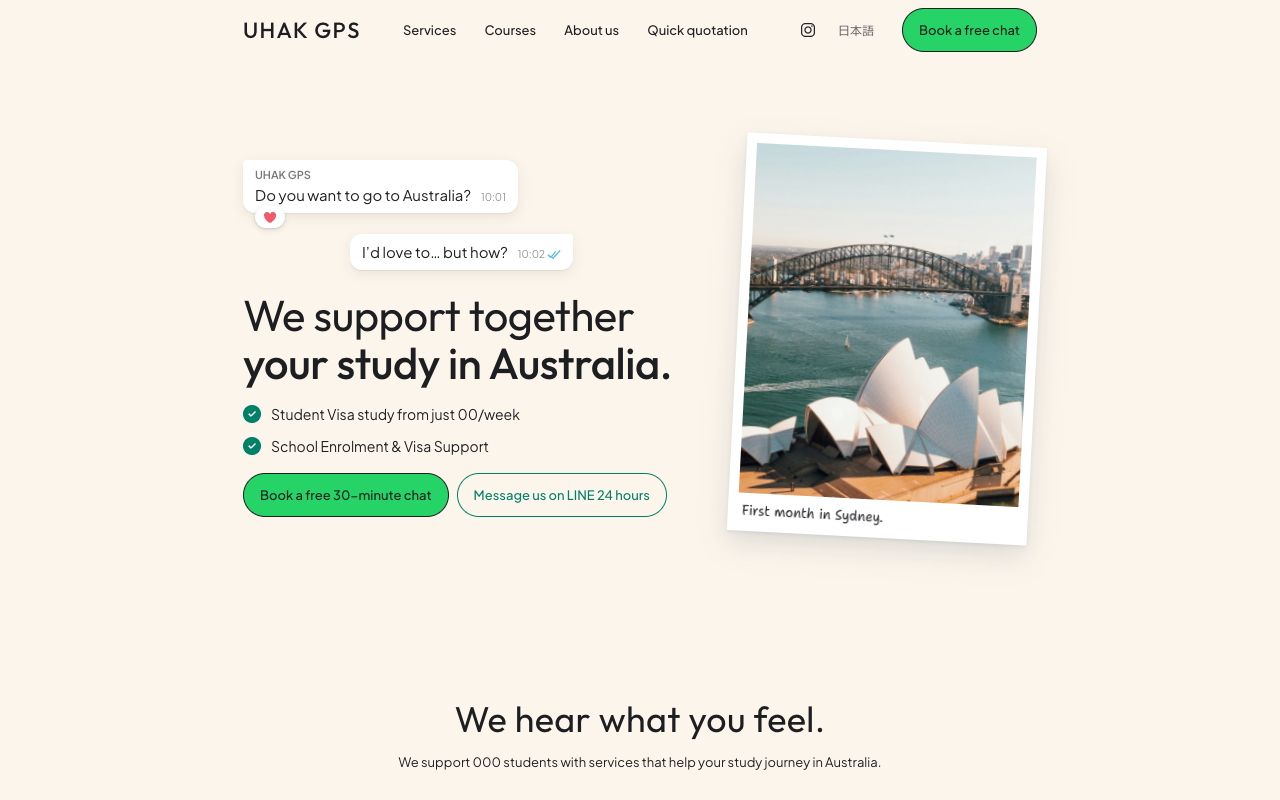 UHAK GPS
Services
Courses
About us
Quick quotation
日本語
Book a free chat
UHAK GPS
Do you want to go to Australia? 10:01
I'd love to... but how? 10:02
We support together
your study in Australia.
Student Visa study from just 00/week
School Enrolment & Visa Support
Book a free 30-minute chat
Message us on LINE 24 hours
First month in Sydney.
We hear what you feel.
We support 000 students with services that help your study journey in Australia.